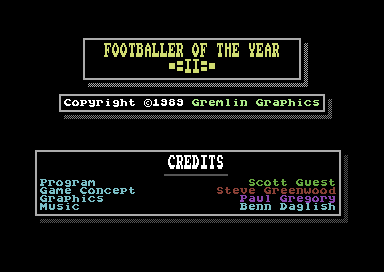 FOOTBALLER OF THE YEAR
II
Copyright ©1989 Gremlin Graphics
CREDITS
Program Scott Guest
Game Concept Steve Greenwood
Graphics Paul Gregory
Music Benn Daglish